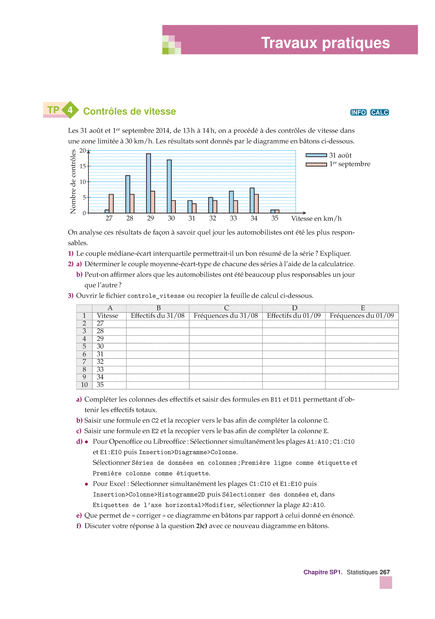 Travaux pratiques
TP 4 Contrôles de vitesse INFO CALC
Les 31 août et 1er septembre 2014, de 13 h à 14 h, on a procédé à des contrôles de vitesse dans
une zone limitée à 30 km/h. Les résultats sont donnés par le diagramme en bâtons ci-dessous.
Nombre de contrôles
20
15
10
5
0
27 28 29 30 31 32 33 34 35 Vitesse en km/h
31 août
1er septembre
On analyse ces résultats de façon à savoir quel jour les automobilistes ont été les plus respon-
sables.
1) Le couple médiane-écart interquartile permettrait-il un bon résumé de la série ? Expliquer.
2) a) Déterminer le couple moyenne-écart-type de chacune des séries à l'aide de la calculatrice.
b) Peut-on affirmer alors que les automobilistes ont été beaucoup plus responsables un jour
que l'autre ?
3) Ouvrir le fichier controle_vitesse ou recopier la feuille de calcul ci-dessous.
A B C D E
1 Vitesse Effectifs du 31/08 Fréquences du 31/08 Effectifs du 01/09 Fréquences du 01/09
2 27
3 28
4 29
5 30
6 31
7 32
8 33
9 34
10 35
a) Compléter les colonnes des effectifs et saisir des formules en B11 et D11 permettant d'ob-
tenir les effectifs totaux.
b) Saisir une formule en C2 et la recopier vers le bas afin de compléter la colonne C.
c) Saisir une formule en E2 et la recopier vers le bas afin de compléter la colonne E.
d) • Pour Openoffice ou Libreoffice : Sélectionner simultanément les plages A1:A10;C1:C10
et E1:E10 puis Insertion>Diagramme>Colonne.
Sélectionner Séries de données en colonnes;Première ligne comme étiquette et
Première colonne comme étiquette.
• Pour Excel : Sélectionner simultanément les plages C1:C10 et E1:E10 puis
Insertion>Colonne>Histogramme2D puis Sélectionner des données et, dans
Etiquettes de l'axe horizontal>Modifier, sélectionner la plage A2:A10.
e) Que permet de « corriger » ce diagramme en bâtons par rapport à celui donné en énoncé.
f) Discuter votre réponse à la question 2)c) avec ce nouveau diagramme en bâtons.
Chapitre SP1. Statistiques 267